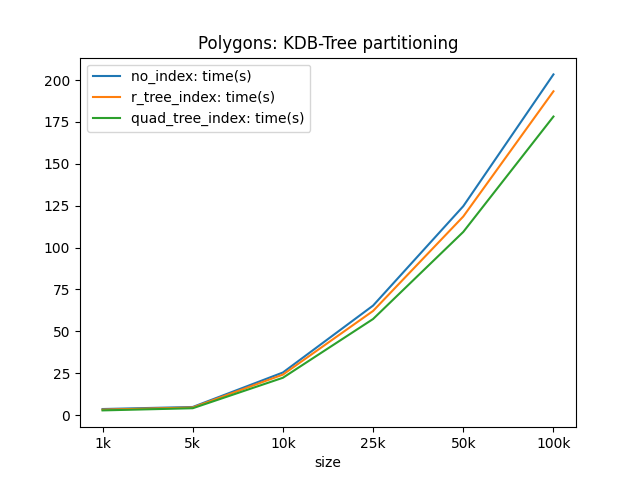 Polygons: KDB-Tree partitioning
no_index: time(s)
r_tree_index: time(s)
quad_tree_index: time(s)
200
175
150
125
100
75
50
25
0
1k 5k 10k 25k 50k 100k
size